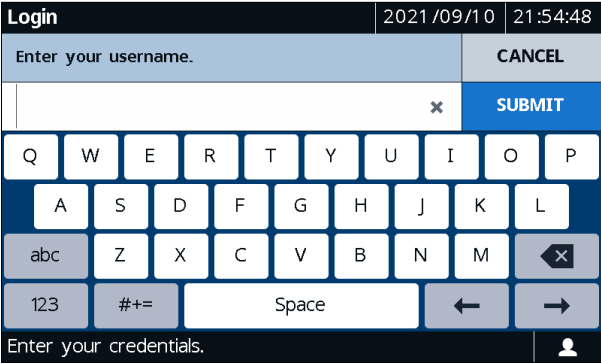 Login 2021/09/10 21:54:48
Enter your username. CANCEL
SUBMIT
Q W E R T Y U I O P
A S D F G H J K L
abc Z X C V B N M
123 #+= Space ← →
Enter your credentials.